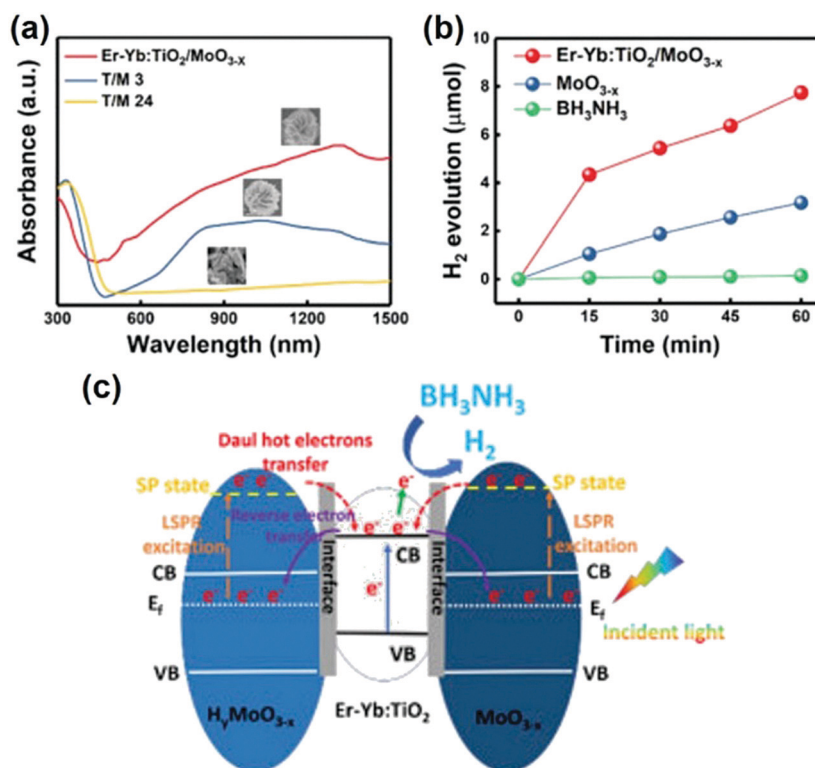 (a)
Er-Yb:TiO₂/MoO₃₋ₓ
T/M 3
T/M 24
Absorbance (a.u.)
300 600 900 1200 1500
Wavelength (nm)
(b)
Er-Yb:TiO₂/MoO₃₋ₓ
MoO₃₋ₓ
BH₃NH₃
H₂ evolution (μmol)
10
8
6
4
2
0
0 15 30 45 60
Time (min)
(c)
BH₃NH₃
H₂
Daul hot electrons
transfer
SP state
e⁻ e⁻
e⁻
e⁻ e⁻
SP state
LSPR
excitation
Reverse electron
transfer
e⁻ e⁻
LSPR
excitation
CB
Interface
CB
Interface
CB
E_f
e⁻ e⁻ e⁻
e⁻
e⁻ e⁻ e⁻
E_f
Incident light
VB
VB
VB
HᵧMoO₃₋ₓ
Er-Yb:TiO₂
MoO₃₋ₓ